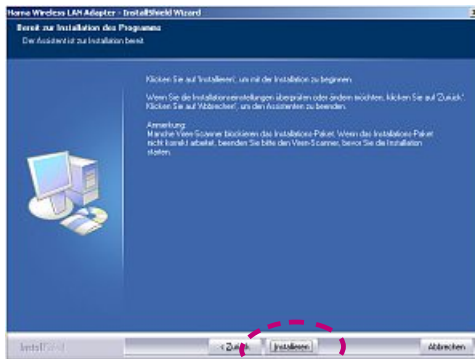 Hama Wireless LAN Adapter - InstallShield Wizard
Bereit zur Installation des Programms
Der Assistent ist zur Installation bereit.
Klicken Sie auf 'Installieren', um mit der Installation zu beginnen.
Wenn Sie die Installationseinstellungen überprüfen oder ändern möchten, klicken Sie auf 'Zurück'.
Klicken Sie auf 'Abbrechen', um den Assistenten zu beenden.
Anmerkung:
Manche Viren-Scanner blockieren das Installations-Paket. Wenn das Installations-Paket
nicht korrekt arbeitet, beenden Sie bitte den Viren-Scanner, bevor Sie die Installation
starten.
InstallShield
< Zurück Installieren Abbrechen